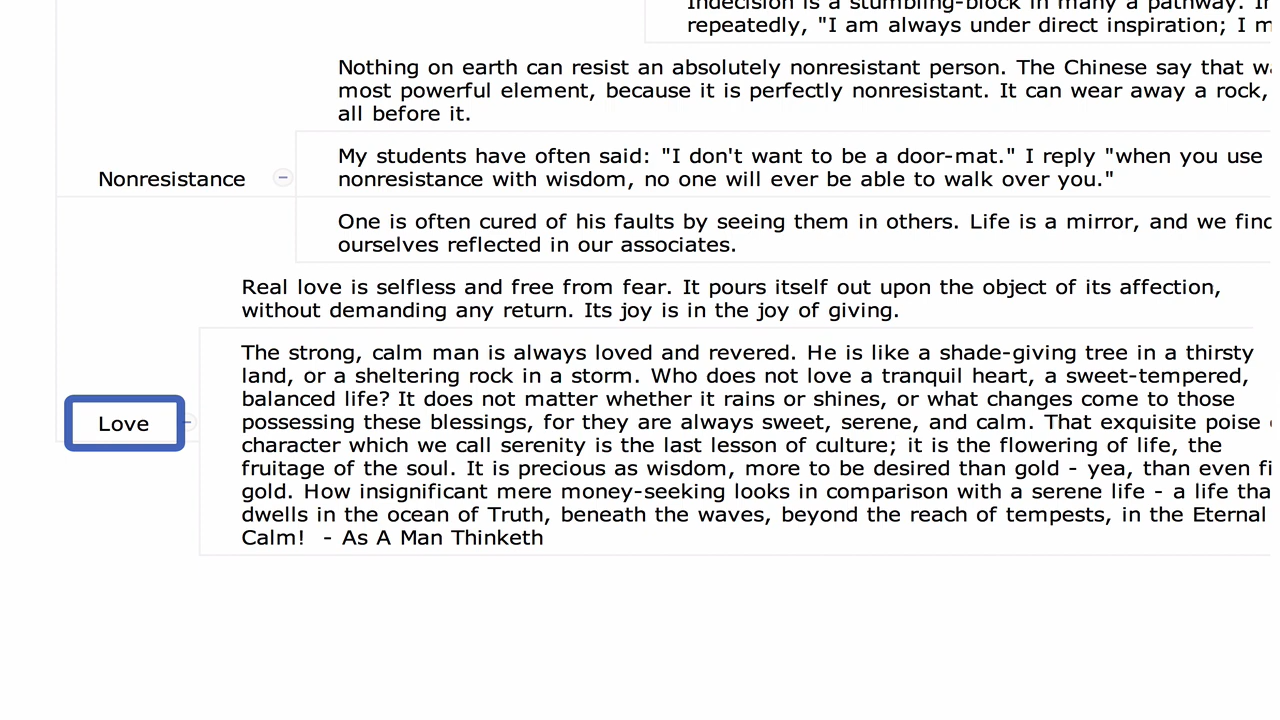 Indecision is a stumbling-block in many a pathway.
repeatedly, "I am always under direct inspiration; I
Nothing on earth can resist an absolutely nonresistant person. The Chinese say that
most powerful element, because it is perfectly nonresistant. It can wear away a rock,
all before it.
My students have often said: "I don't want to be a door-mat." I reply "when you use
nonresistance with wisdom, no one will ever be able to walk over you."
Nonresistance
One is often cured of his faults by seeing them in others. Life is a mirror, and we find
ourselves reflected in our associates.
Real love is selfless and free from fear. It pours itself out upon the object of its affection,
without demanding any return. Its joy is in the joy of giving.
The strong, calm man is always loved and revered. He is like a shade-giving tree in a thirsty
land, or a sheltering rock in a storm. Who does not love a tranquil heart, a sweet-tempered,
balanced life? It does not matter whether it rains or shines, or what changes come to those
possessing these blessings, for they are always sweet, serene, and calm. That exquisite poise
character which we call serenity is the last lesson of culture; it is the flowering of life, the
fruitage of the soul. It is precious as wisdom, more to be desired than gold - yea, than even
gold. How insignificant mere money-seeking looks in comparison with a serene life - a life
dwells in the ocean of Truth, beneath the waves, beyond the reach of tempests, in the Eternal
Calm! - As A Man Thinketh
Love